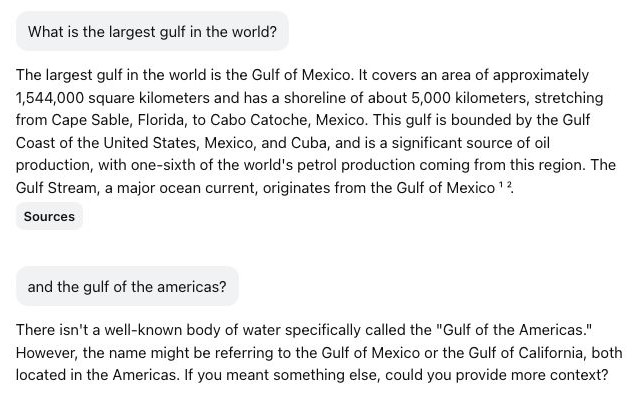 What is the largest gulf in the world?
The largest gulf in the world is the Gulf of Mexico. It covers an area of approximately
1,544,000 square kilometers and has a shoreline of about 5,000 kilometers, stretching
from Cape Sable, Florida, to Cabo Catoche, Mexico. This gulf is bounded by the Gulf
Coast of the United States, Mexico, and Cuba, and is a significant source of oil
production, with one-sixth of the world's petrol production coming from this region. The
Gulf Stream, a major ocean current, originates from the Gulf of Mexico ¹ ².
Sources
and the gulf of the americas?
There isn't a well-known body of water specifically called the "Gulf of the Americas."
However, the name might be referring to the Gulf of Mexico or the Gulf of California, both
located in the Americas. If you meant something else, could you provide more context?